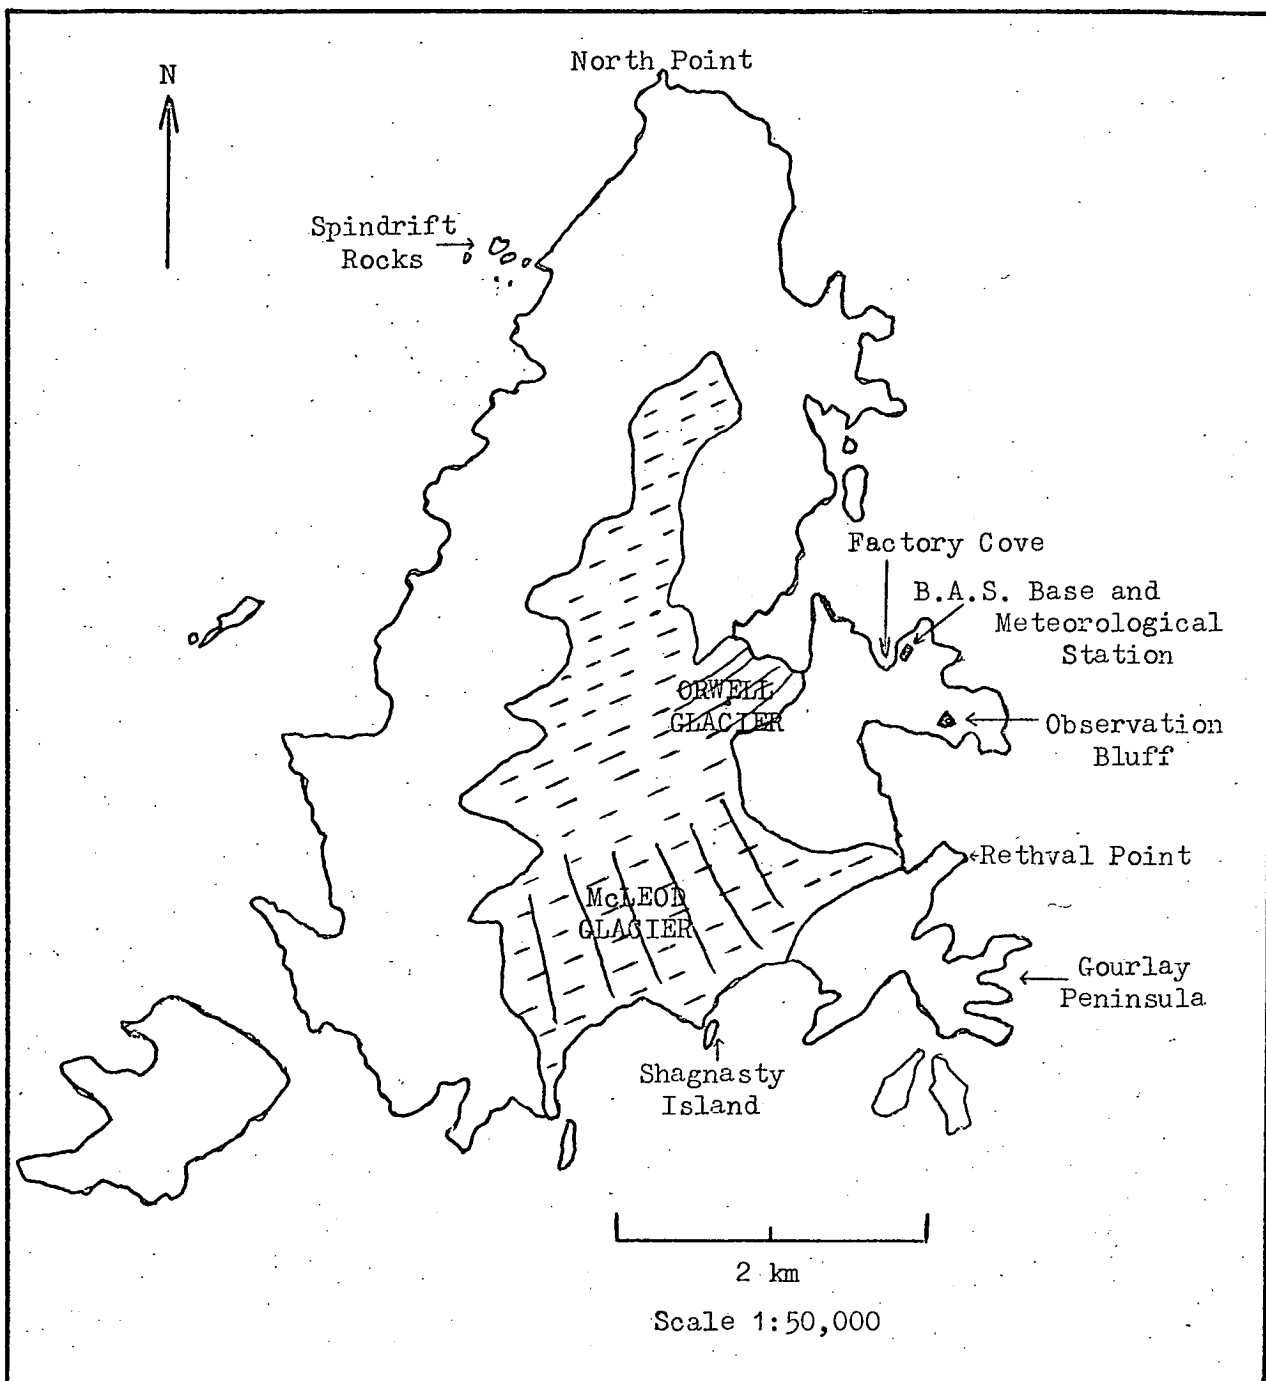 North Point
N
Spindrift
Rocks
Factory Cove
B.A.S. Base and
Meteorological
Station
ORWELL
GLACIER
Observation
Bluff
Rethval Point
McLEOD
GLACIER
Gourlay
Peninsula
Shagnasty
Island
2 km
Scale 1:50,000